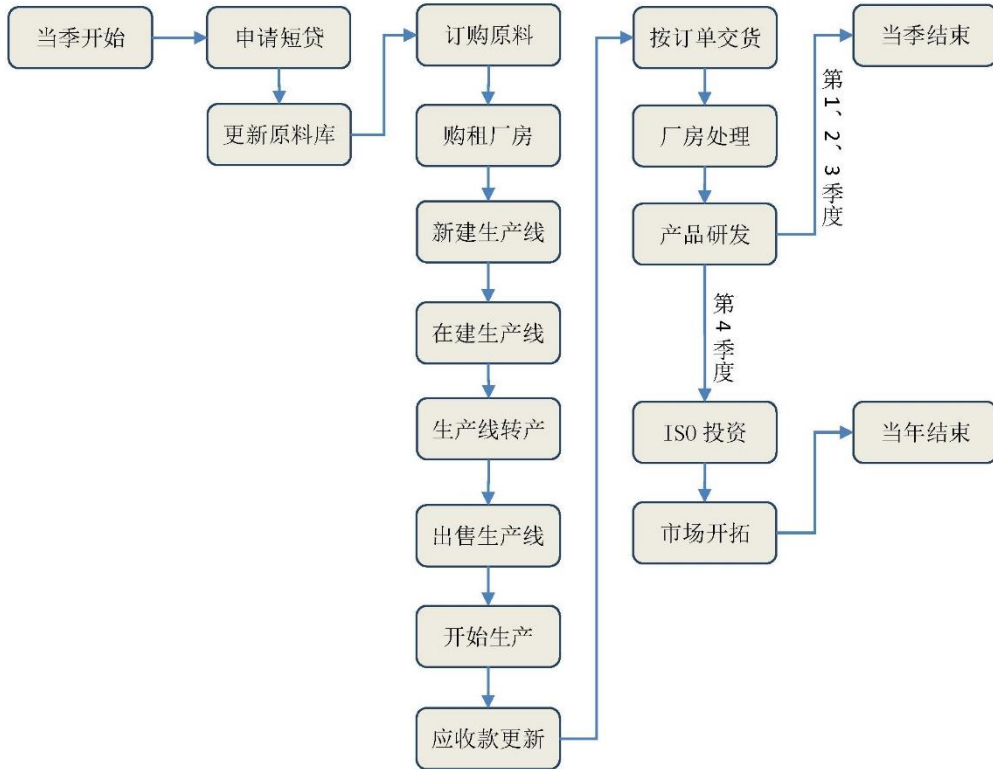 当季开始
申请短贷
更新原料库
订购原料
购租厂房
新建生产线
在建生产线
生产线转产
出售生产线
开始生产
应收款更新
按订单交货
厂房处理
产品研发
第1、2、3季度
当季结束
第4季度
ISO 投资
市场开拓
当年结束